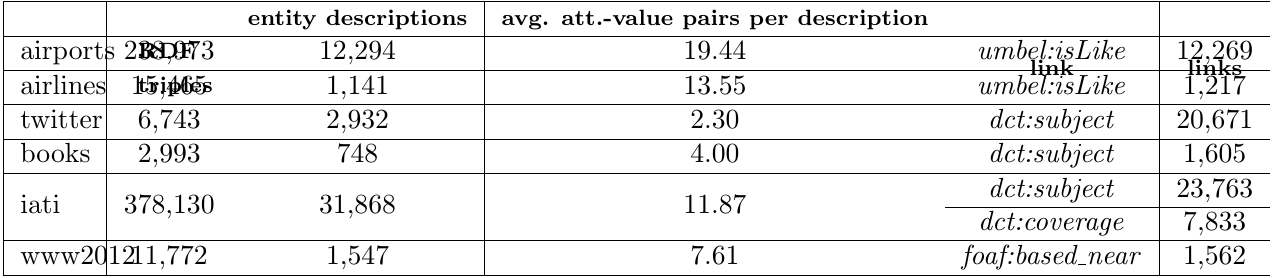 entity descriptions avg. att.-value pairs per description
RDF
triples
link links
airports 238,973 12,294 19.44 umbel:isLike 12,269
airlines 15,465 1,141 13.55 umbel:isLike 1,217
twitter 6,743 2,932 2.30 dct:subject 20,671
books 2,993 748 4.00 dct:subject 1,605
iati 378,130 31,868 11.87 dct:subject 23,763
dct:coverage 7,833
www2012 11,772 1,547 7.61 foaf:based_near 1,562